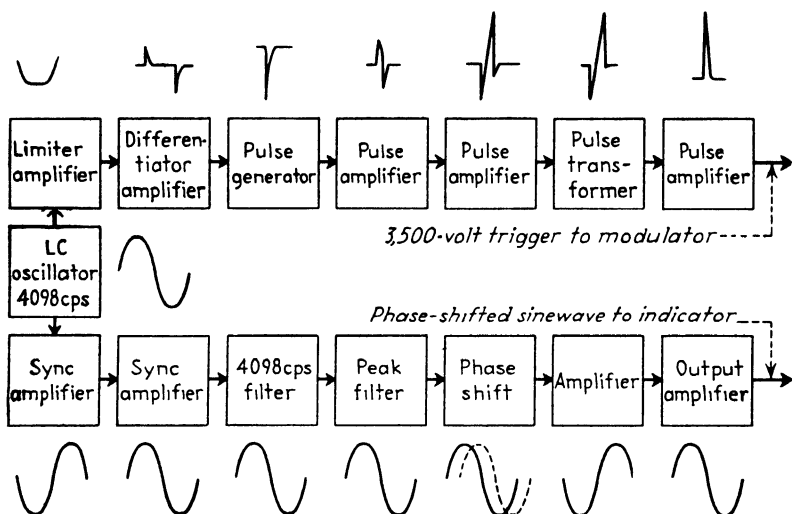 Limiter
amplifier
Differen-
tiator
amplifier
Pulse
generator
Pulse
amplifier
Pulse
amplifier
Pulse
trans-
former
Pulse
amplifier
3,500-volt trigger to modulator
LC
oscillator
4098cps
Phase-shifted sinewave to indicator
Sync
amplifier
Sync
amplifier
4098cps
filter
Peak
filter
Phase
shift
Amplifier
Output
amplifier